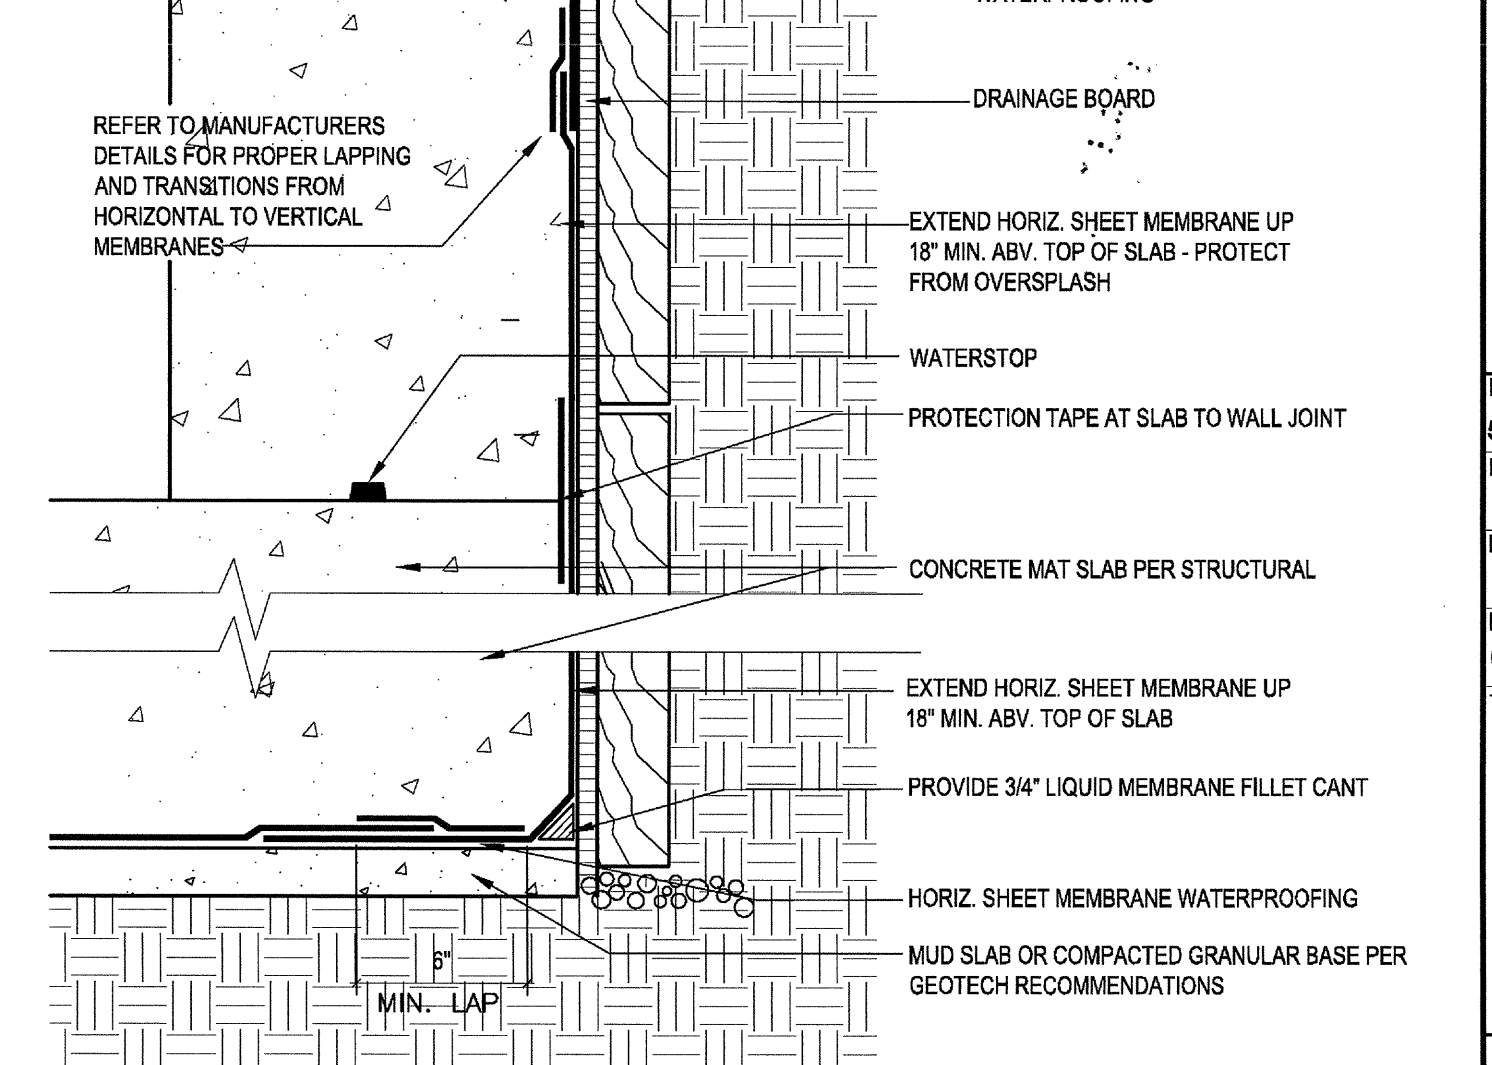 WATERPROOFING
DRAINAGE BOARD
REFER TO MANUFACTURERS
DETAILS FOR PROPER LAPPING
AND TRANSITIONS FROM
HORIZONTAL TO VERTICAL
MEMBRANES
EXTEND HORIZ. SHEET MEMBRANE UP
18" MIN. ABV. TOP OF SLAB - PROTECT
FROM OVERSPLASH
WATERSTOP
PROTECTION TAPE AT SLAB TO WALL JOINT
CONCRETE MAT SLAB PER STRUCTURAL
EXTEND HORIZ. SHEET MEMBRANE UP
18" MIN. ABV. TOP OF SLAB
PROVIDE 3/4" LIQUID MEMBRANE FILLET CANT
HORIZ. SHEET MEMBRANE WATERPROOFING
MUD SLAB OR COMPACTED GRANULAR BASE PER
GEOTECH RECOMMENDATIONS
6"
MIN. LAP